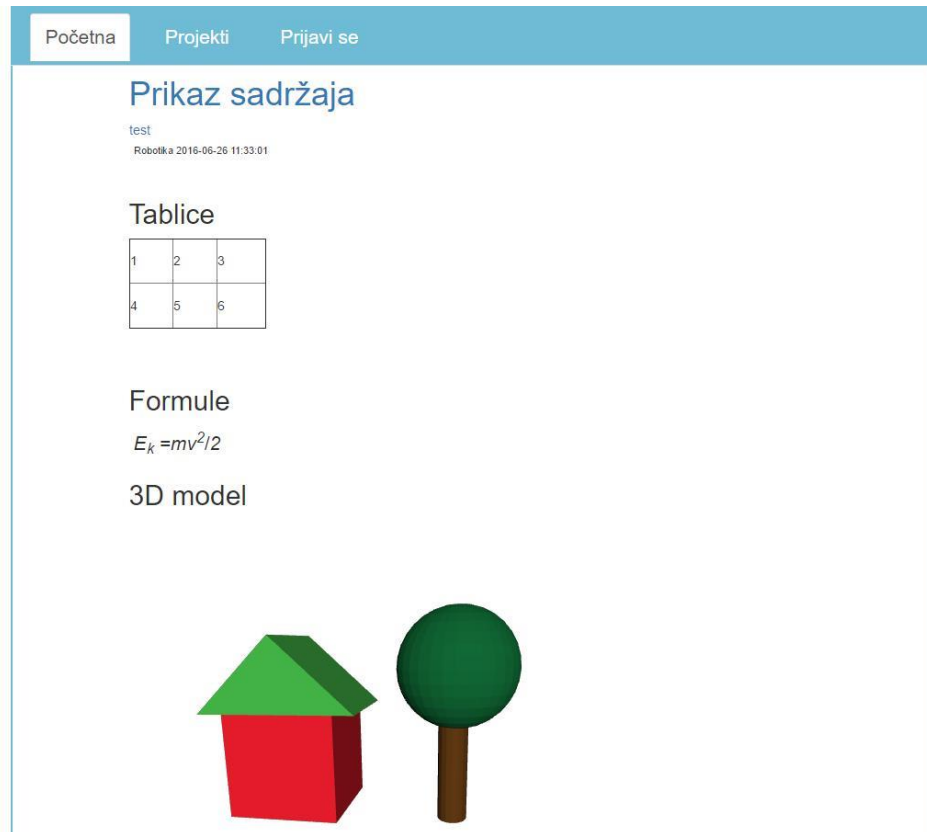 Početna Projekti Prijavi se
Prikaz sadržaja
test
Robotika 2016-06-26 11:33:01
Tablice
1 2 3
4 5 6
Formule
Eₖ =mv²/2
3D model